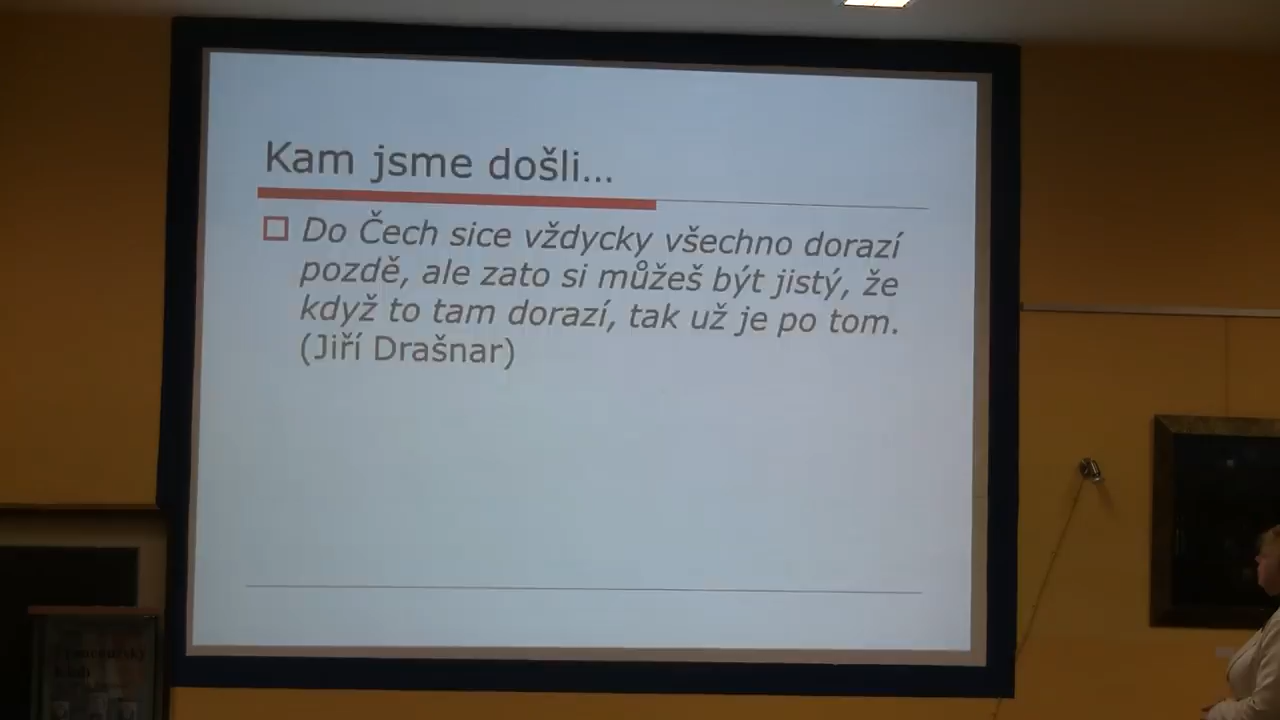 Kam jsme došli...
Do Čech sice vždycky všechno dorazí
pozdě, ale zato si můžeš být jistý, že
když to tam dorazí, tak už je po tom.
(Jiří Drašnar)